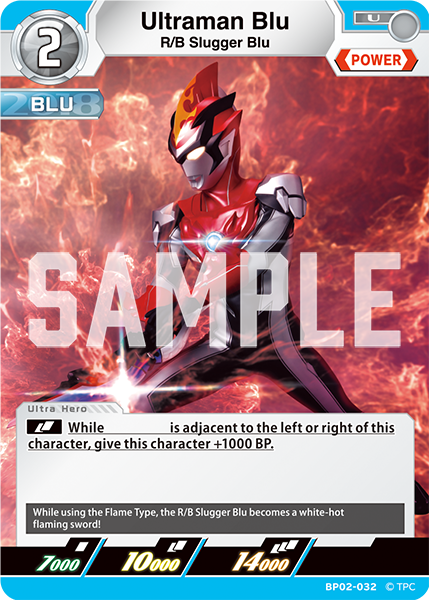 2
Ultraman Blu
R/B Slugger Blu
U
POWER
BLU
SAMPLE
Ultra Hero
While is adjacent to the left or right of this
character, give this character +1000 BP.
While using the Flame Type, the R/B Slugger Blu becomes a white-hot
flaming sword!
7000
10000
14000
BP02-032 © TPC